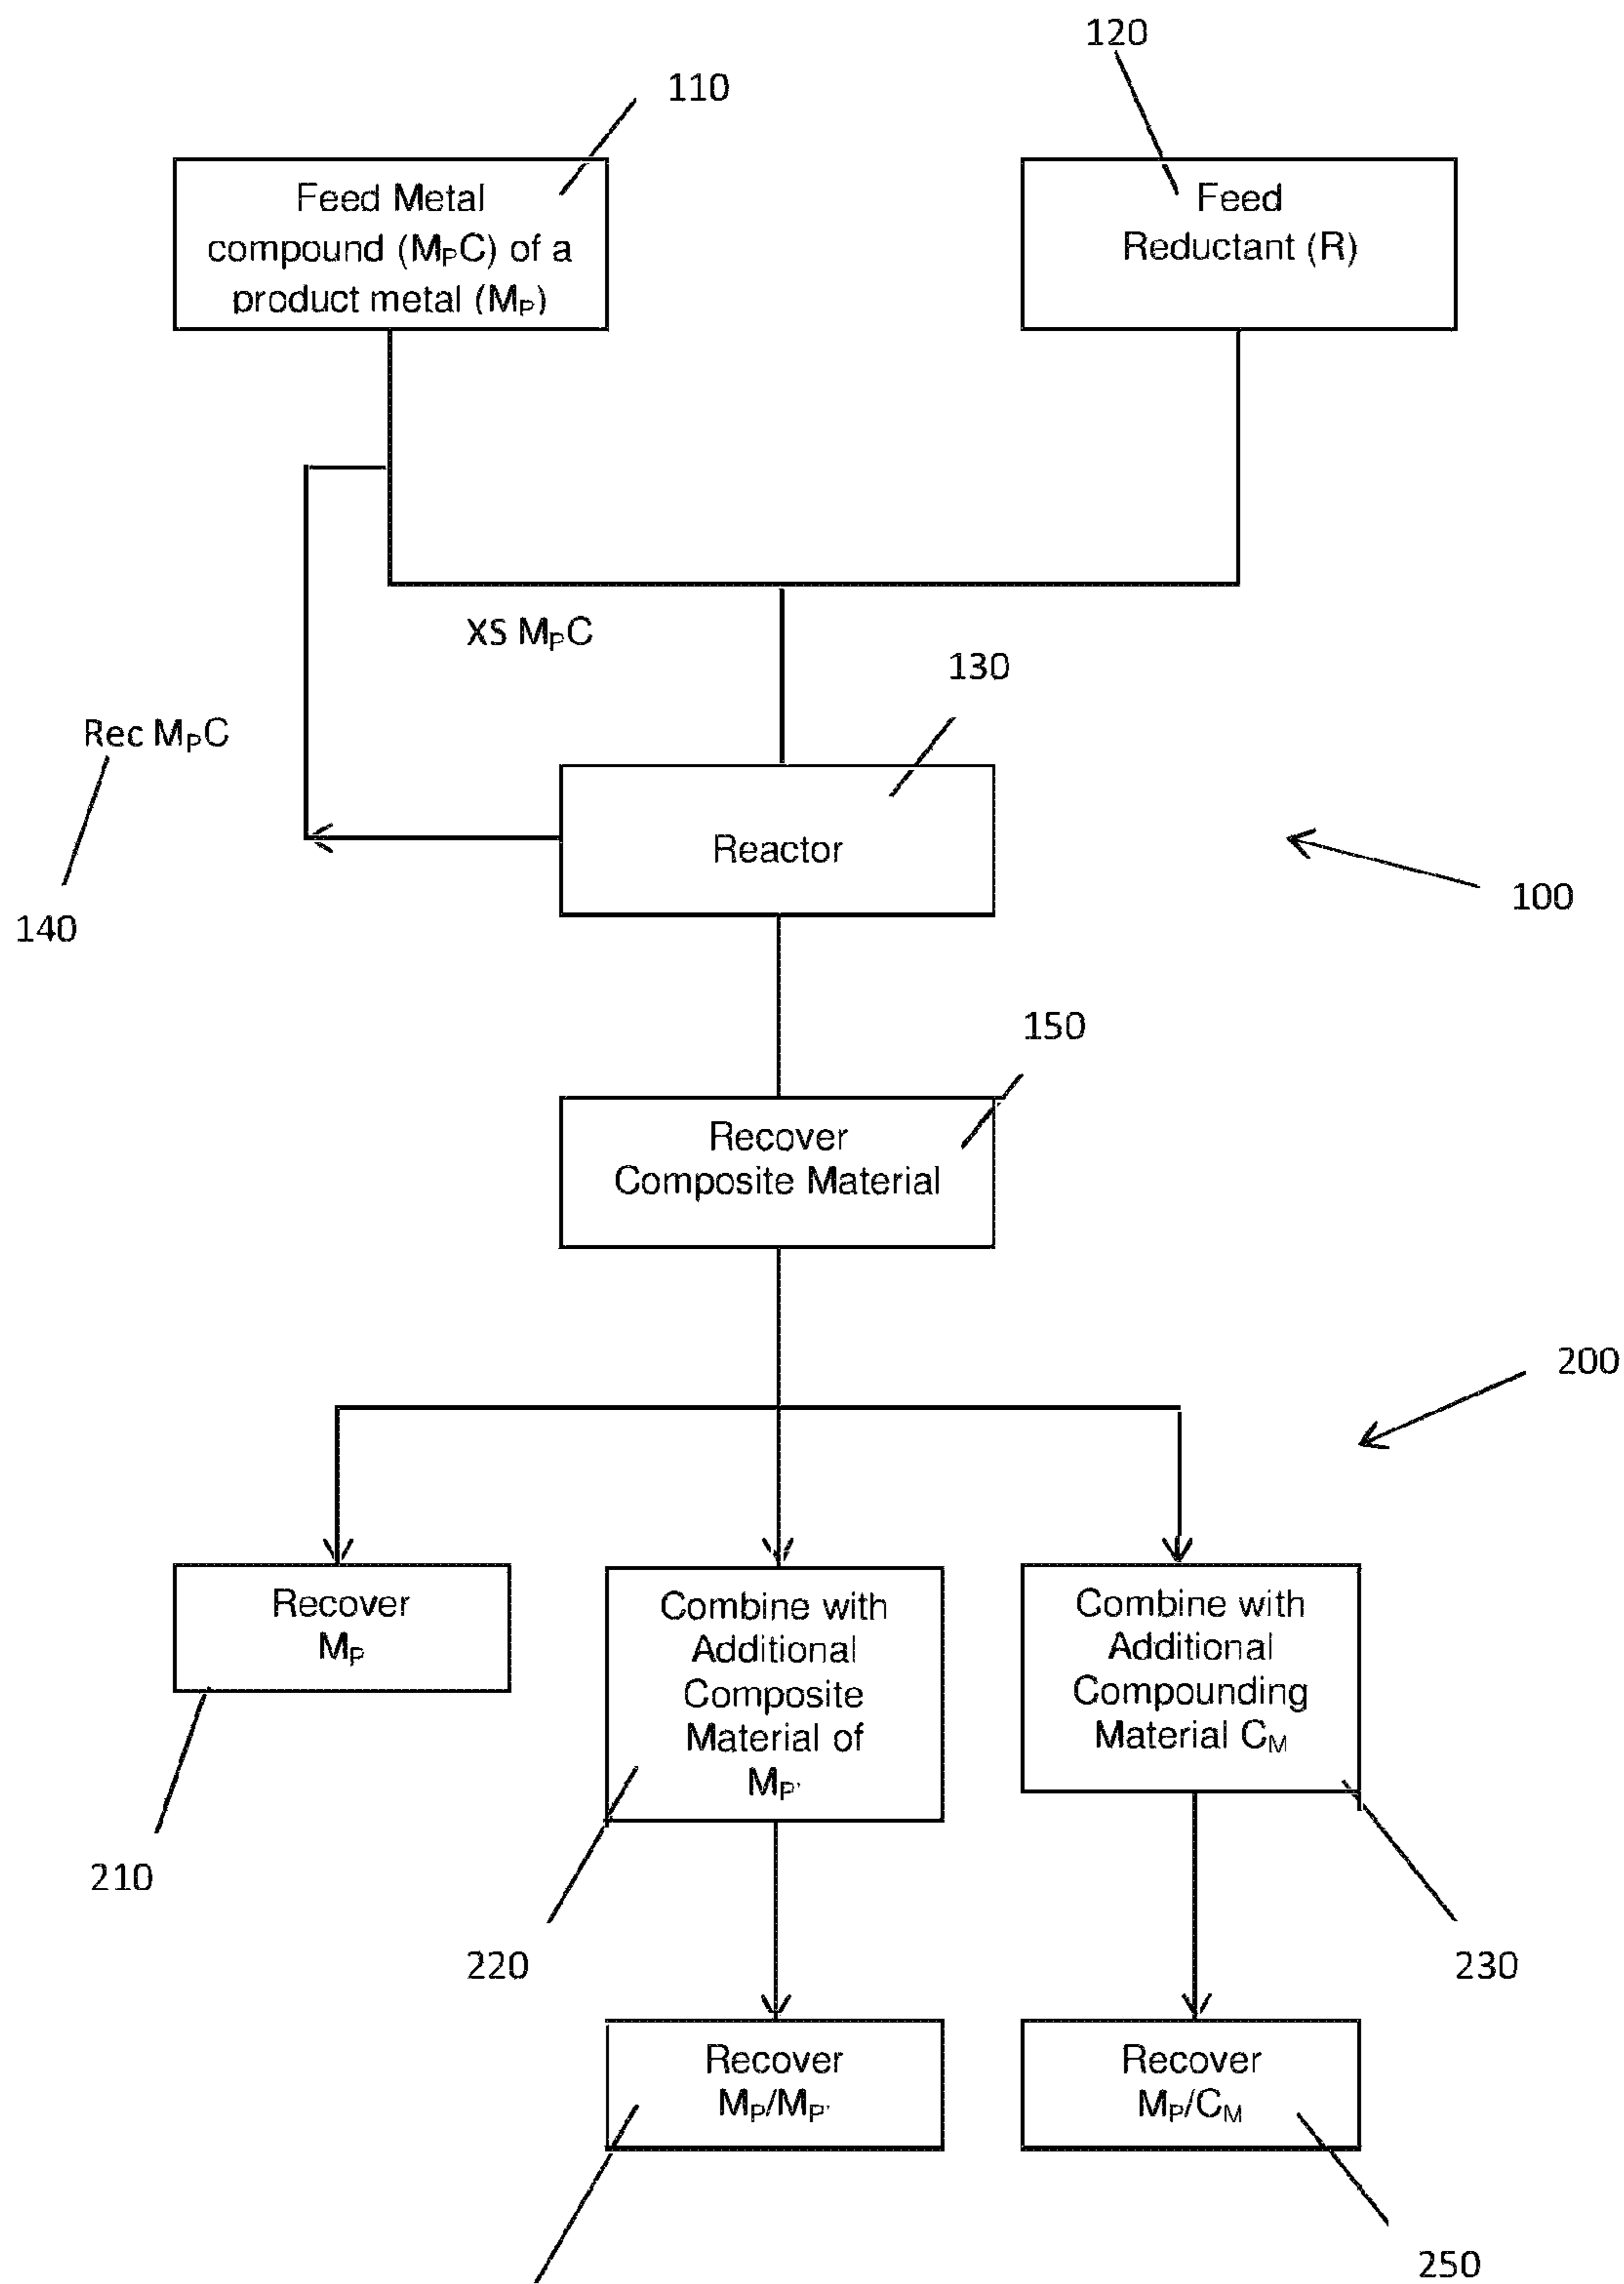 120
110
Feed Metal
compound (MₚC) of a
product metal (Mₚ)
Feed
Reductant (R)
XS MₚC
130
Rec MₚC
Reactor
100
140
150
Recover
Composite Material
200
Recover
Mₚ
Combine with
Additional
Composite
Material of
Mₚ'
Combine with
Additional
Compounding
Material Cᴍ
210
220
230
Recover
Mₚ/Mₚ'
Recover
Mₚ/Cᴍ
250